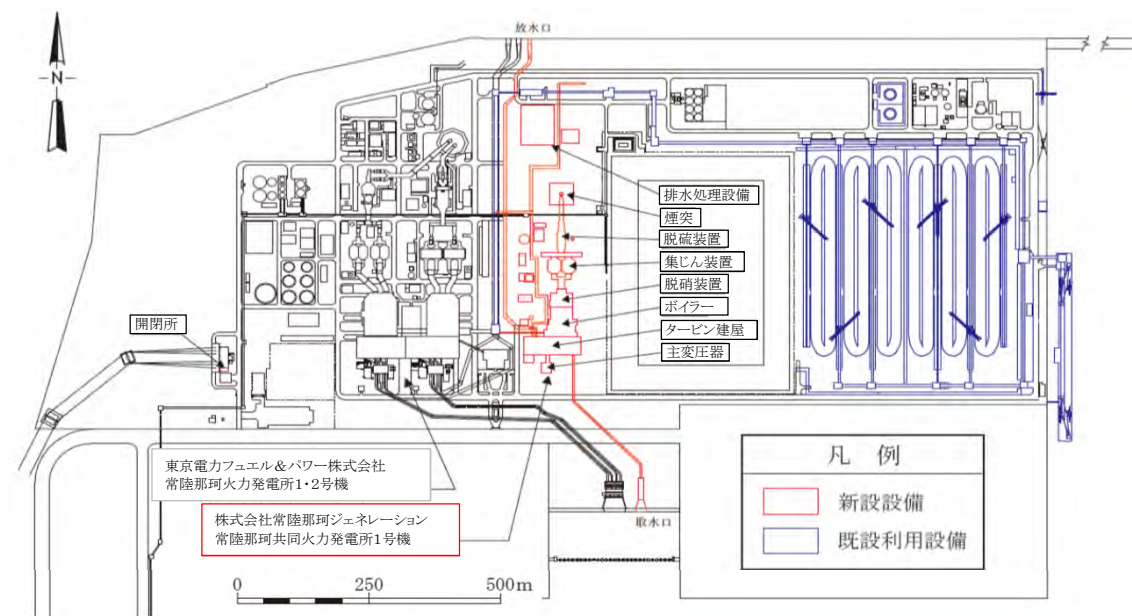 放水口
N
排水処理設備
煙突
脱硫装置
集じん装置
脱硝装置
ボイラー
タービン建屋
主変圧器
開閉所
東京電力フュエル＆パワー株式会社
常陸那珂火力発電所1・2号機
株式会社常陸那珂ジェネレーション
常陸那珂共同火力発電所1号機
取水口
凡 例
新設設備
既設利用設備
0 250 500m